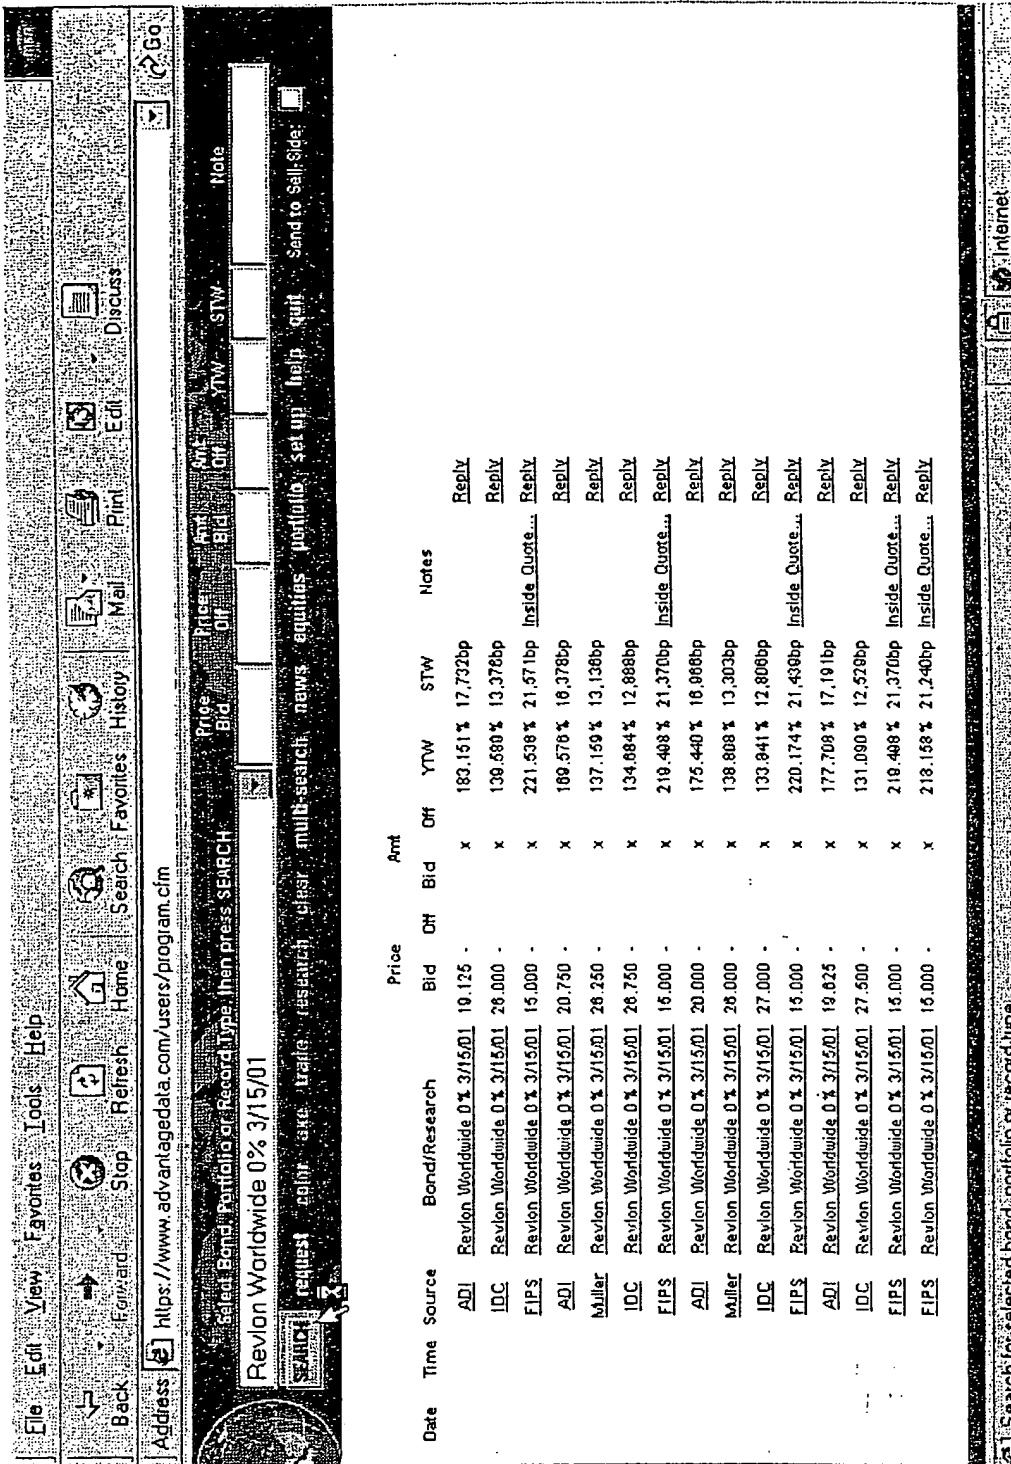 File Edit View Favorites Tools Help
Back Forward Stop Refresh Home Search Favorites History Mail Print Edit Discuss
Address https://www.advantagedata.com/users/program.cfm Go
Select Bond, Portfolio or Record Type, then press SEARCH Price Bid Price Off Amt Bid Amt Off YTW STW Note
Revlon Worldwide 0% 3/15/01
SEARCH request color axe trails research clear multi-search news equities portfolio set up help quit Send to Sell-Side:
Price Amt
Date Time Source Bond/Research Bid Off Bid Off YTW STW Notes
ADI Revlon Worldwide 0% 3/15/01 19.125 - x 183.151% 17,732bp Reply
IDC Revlon Worldwide 0% 3/15/01 26.000 - x 139.580% 13,376bp Reply
FIPS Revlon Worldwide 0% 3/15/01 15.000 - x 221.538% 21,571bp Inside Quote... Reply
ADI Revlon Worldwide 0% 3/15/01 20.750 - x 169.576% 16,378bp Reply
Muller Revlon Worldwide 0% 3/15/01 26.250 - x 137.159% 13,136bp Reply
IDC Revlon Worldwide 0% 3/15/01 26.750 - x 134.684% 12,888bp Reply
FIPS Revlon Worldwide 0% 3/15/01 15.000 - x 219.498% 21,370bp Inside Quote... Reply
ADI Revlon Worldwide 0% 3/15/01 20.000 - x 175.440% 16,966bp Reply
Muller Revlon Worldwide 0% 3/15/01 26.000 - x 138.808% 13,303bp Reply
IDC Revlon Worldwide 0% 3/15/01 27.000 - x 133.841% 12,806bp Reply
FIPS Revlon Worldwide 0% 3/15/01 15.000 - x 220.174% 21,439bp Inside Quote... Reply
ADI Revlon Worldwide 0% 3/15/01 19.625 - x 177.708% 17,191bp Reply
IDC Revlon Worldwide 0% 3/15/01 27.500 - x 131.090% 12,529bp Reply
FIPS Revlon Worldwide 0% 3/15/01 15.000 - x 219.498% 21,370bp Inside Quote... Reply
FIPS Revlon Worldwide 0% 3/15/01 15.000 - x 218.158% 21,240bp Inside Quote... Reply
Search for selected bond, portfolio or record type Internet